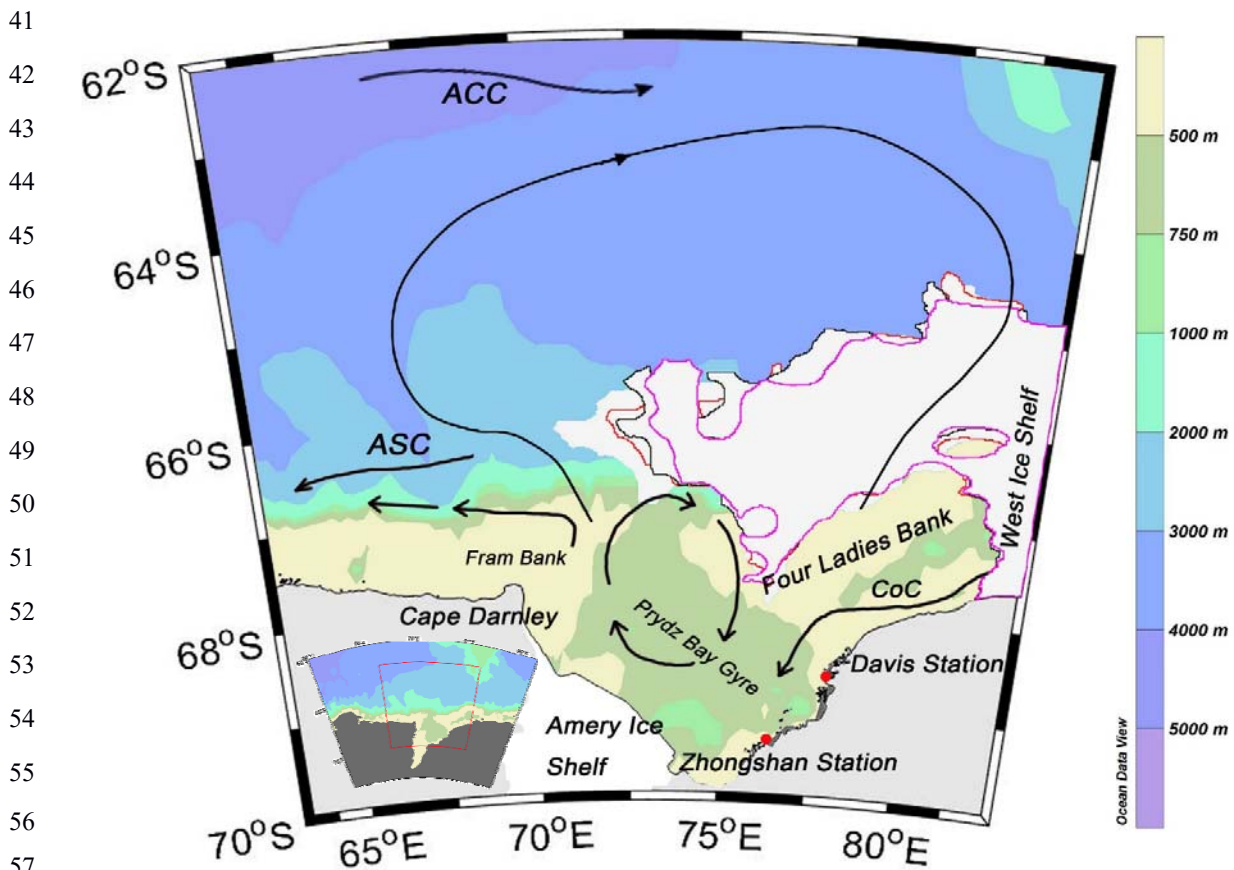 41
42
43
44
45
46
47
48
49
50
51
52
53
54
55
56
57
62°S
64°S
66°S
68°S
70°S
65°E
70°E
75°E
80°E
ACC
ASC
Fram Bank
Cape Darnley
Prydz Bay Gyre
Four Ladies Bank
CoC
West Ice Shelf
Davis Station
Zhongshan Station
Amery Ice
Shelf
500 m
750 m
1000 m
2000 m
3000 m
4000 m
5000 m
Ocean Data View